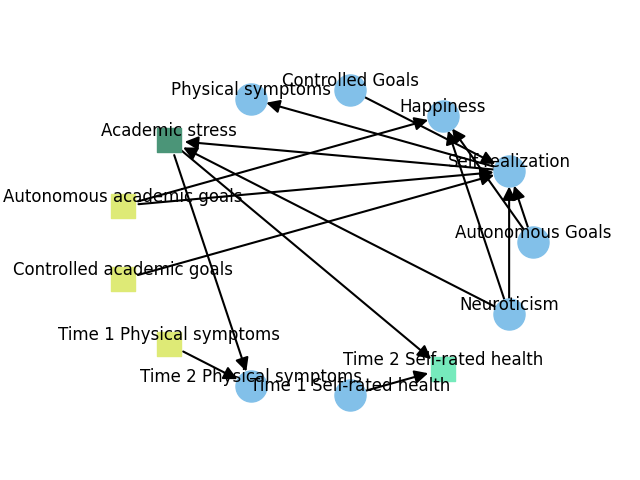 Controlled Goals
Physical symptoms
Happiness
Academic stress
Self-realization
Autonomous academic goals
Autonomous Goals
Controlled academic goals
Neuroticism
Time 1 Physical symptoms
Time 2 Self-rated health
Time 2 Physical symptoms
Time 1 Self-rated health